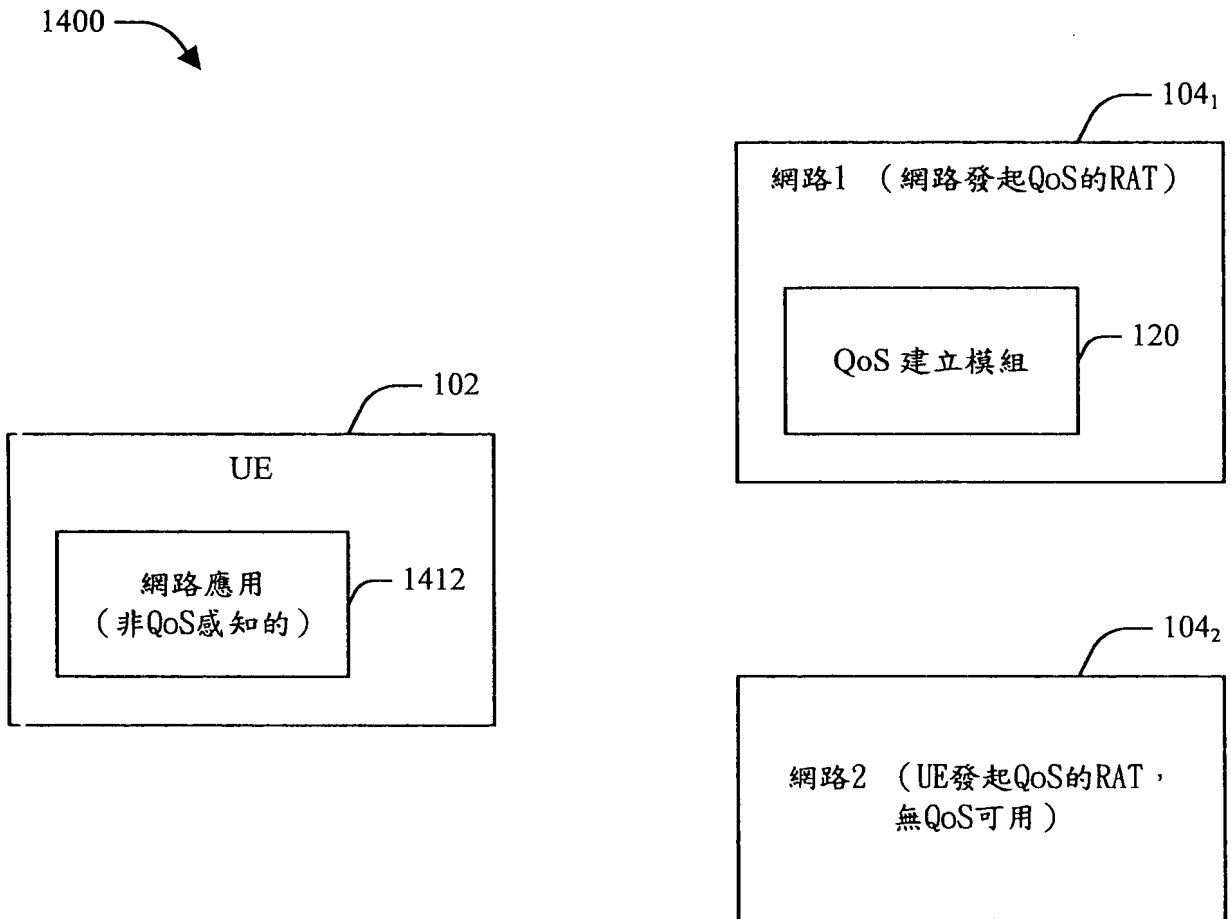 1400
104₁
網路1 （網路發起QoS的RAT）
QoS 建立模組
120
102
UE
網路應用
（非QoS感知的）
1412
104₂
網路2 （UE發起QoS的RAT，
無QoS可用）